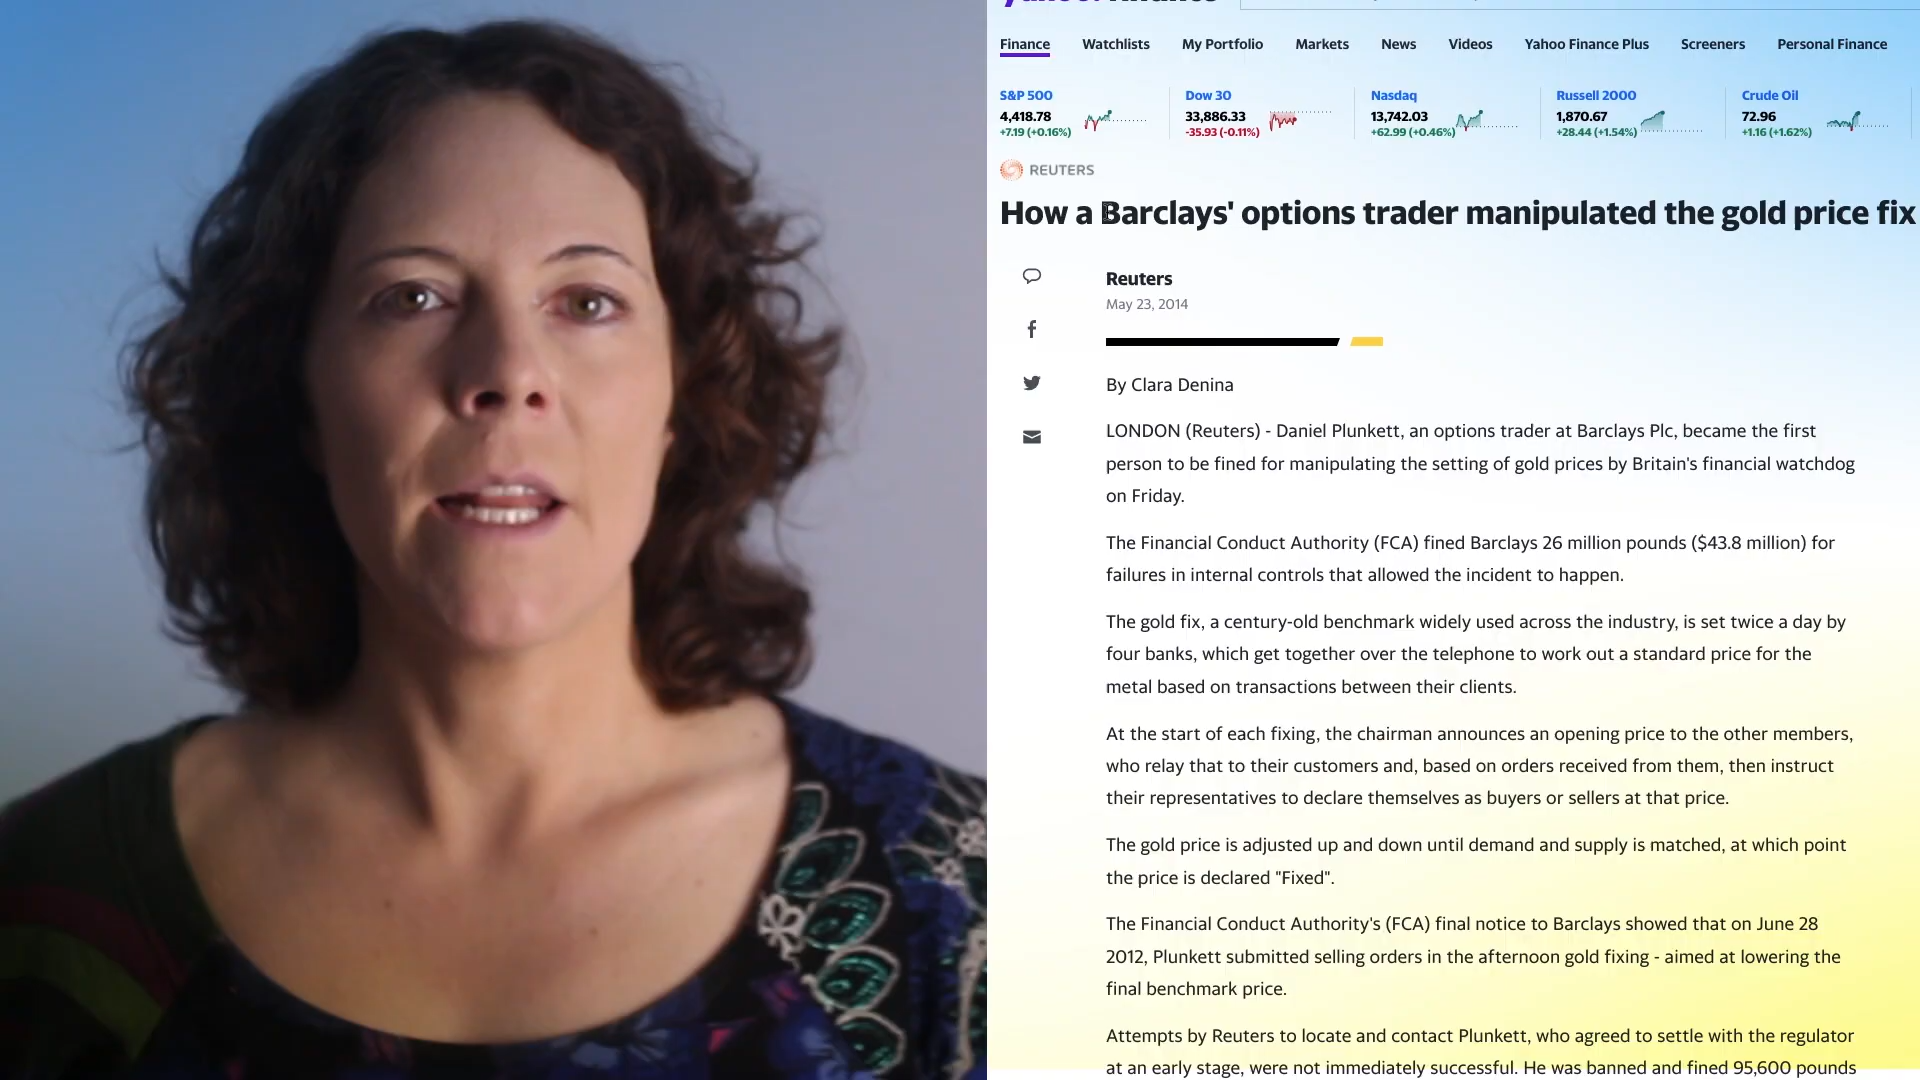 Finance Watchlists My Portfolio Markets News Videos Yahoo Finance Plus Screeners Personal Finance
S&P 500 Dow 30 Nasdaq Russell 2000 Crude Oil
4,418.78 33,886.33 13,742.03 1,870.67 72.96
+7.19 (+0.16%) -35.93 (-0.11%) +62.99 (+0.46%) +28.44 (+1.54%) +1.16 (+1.62%)
REUTERS
How a Barclays' options trader manipulated the gold price fix
Reuters
May 23, 2014
By Clara Denina
LONDON (Reuters) - Daniel Plunkett, an options trader at Barclays Plc, became the first
person to be fined for manipulating the setting of gold prices by Britain's financial watchdog
on Friday.
The Financial Conduct Authority (FCA) fined Barclays 26 million pounds ($43.8 million) for
failures in internal controls that allowed the incident to happen.
The gold fix, a century-old benchmark widely used across the industry, is set twice a day by
four banks, which get together over the telephone to work out a standard price for the
metal based on transactions between their clients.
At the start of each fixing, the chairman announces an opening price to the other members,
who relay that to their customers and, based on orders received from them, then instruct
their representatives to declare themselves as buyers or sellers at that price.
The gold price is adjusted up and down until demand and supply is matched, at which point
the price is declared "Fixed".
The Financial Conduct Authority's (FCA) final notice to Barclays showed that on June 28
2012, Plunkett submitted selling orders in the afternoon gold fixing - aimed at lowering the
final benchmark price.
Attempts by Reuters to locate and contact Plunkett, who agreed to settle with the regulator
at an early stage, were not immediately successful. He was banned and fined 95,600 pounds